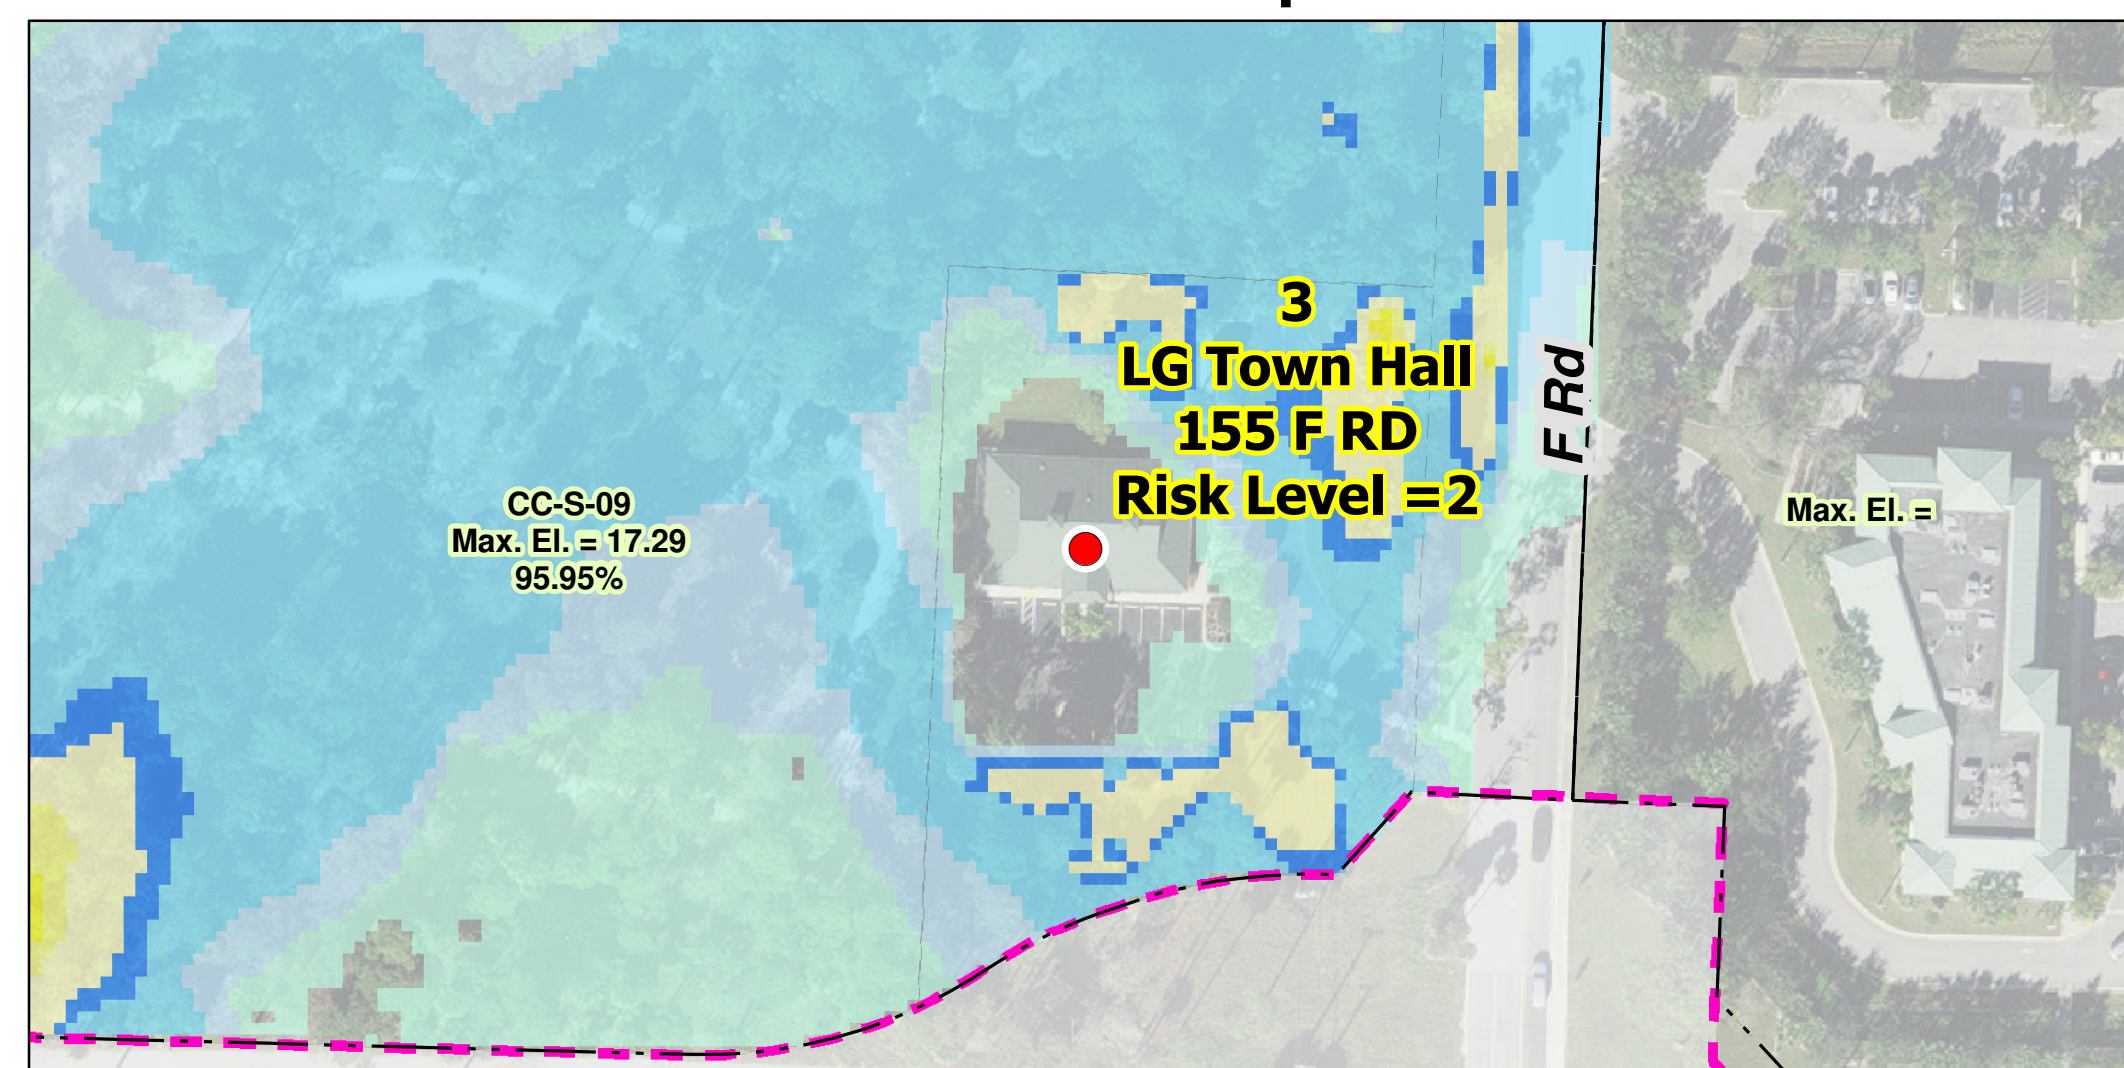 3
LG Town Hall
155 F RD
Risk Level =2
F Rd
CC-S-09
Max. El. = 17.29
95.95%
Max. El. =